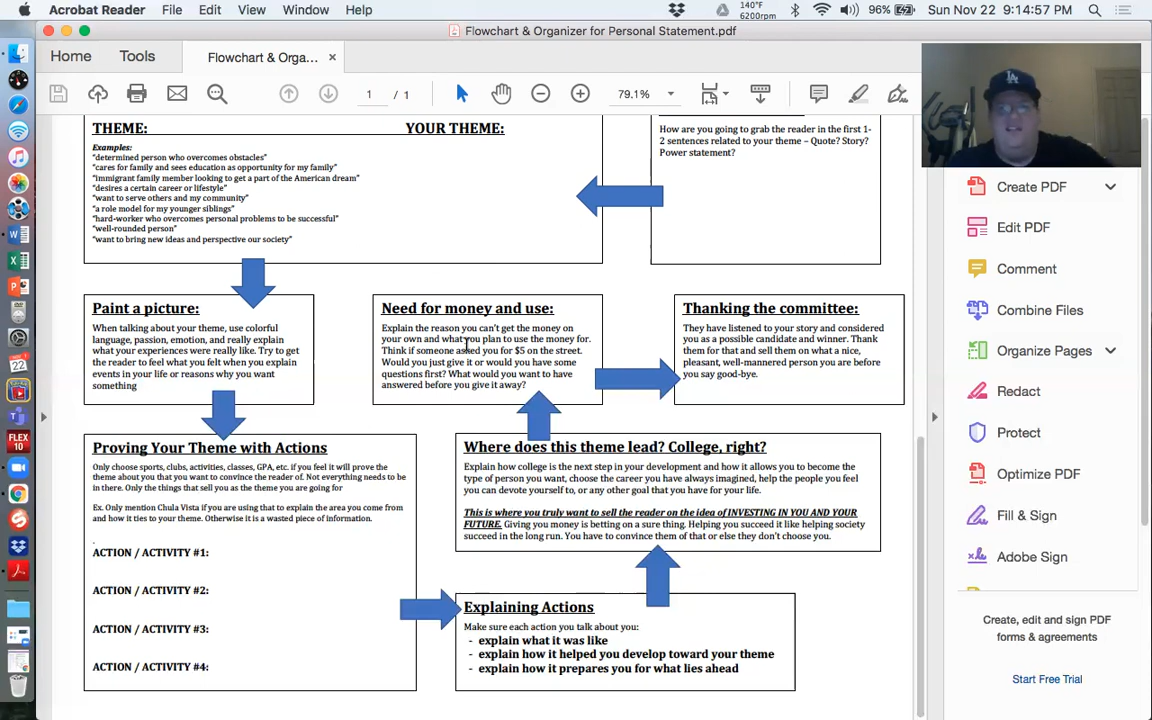 Acrobat Reader File Edit View Window Help 140°F 6200rpm 96% Sun Nov 22 9:14:57 PM
Flowchart & Organizer for Personal Statement.pdf
Home Tools Flowchart & Orga... ×
1 / 1 79.1%
THEME: YOUR THEME:
Examples:
"determined person who overcomes obstacles"
"cares for family and sees education as opportunity for my family"
"immigrant family member looking to get a part of the American dream"
"desires a certain career or lifestyle"
"want to serve others and my community"
"a role model for my younger siblings"
"hard-worker who overcomes personal problems to be successful"
"well-rounded person"
"want to bring new ideas and perspective our society"
How are you going to grab the reader in the first 1-
2 sentences related to your theme – Quote? Story?
Power statement?
Paint a picture:
When talking about your theme, use colorful
language, passion, emotion, and really explain
what your experiences were really like. Try to get
the reader to feel what you felt when you explain
events in your life or reasons why you want
something
Need for money and use:
Explain the reason you can't get the money on
your own and what you plan to use the money for.
Think if someone asked you for $5 on the street.
Would you just give it or would you have some
questions first? What would you want to have
answered before you give it away?
Thanking the committee:
They have listened to your story and considered
you as a possible candidate and winner. Thank
them for that and sell them on what a nice,
pleasant, well-mannered person you are before
you say good-bye.
Proving Your Theme with Actions
Only choose sports, clubs, activities, classes, GPA, etc. if you feel it will prove the
theme about you that you want to convince the reader of. Not everything needs to be
in there. Only the things that sell you as the theme you are going for
Ex. Only mention Chula Vista if you are using that to explain the area you come from
and how it ties to your theme. Otherwise it is a wasted piece of information.
.
ACTION / ACTIVITY #1:
ACTION / ACTIVITY #2:
ACTION / ACTIVITY #3:
ACTION / ACTIVITY #4:
Where does this theme lead? College, right?
Explain how college is the next step in your development and how it allows you to become the
type of person you want, choose the career you have always imagined, help the people you feel
you can devote yourself to, or any other goal that you have for your life.
This is where you truly want to sell the reader on the idea of INVESTING IN YOU AND YOUR
FUTURE. Giving you money is betting on a sure thing. Helping you succeed it like helping society
succeed in the long run. You have to convince them of that or else they don't choose you.
Explaining Actions
Make sure each action you talk about you:
- explain what it was like
- explain how it helped you develop toward your theme
- explain how it prepares you for what lies ahead
Create PDF
Edit PDF
Comment
Combine Files
Organize Pages
Redact
Protect
Optimize PDF
Fill & Sign
Adobe Sign
Create, edit and sign PDF
forms & agreements
Start Free Trial
LA
22
FLEX
10